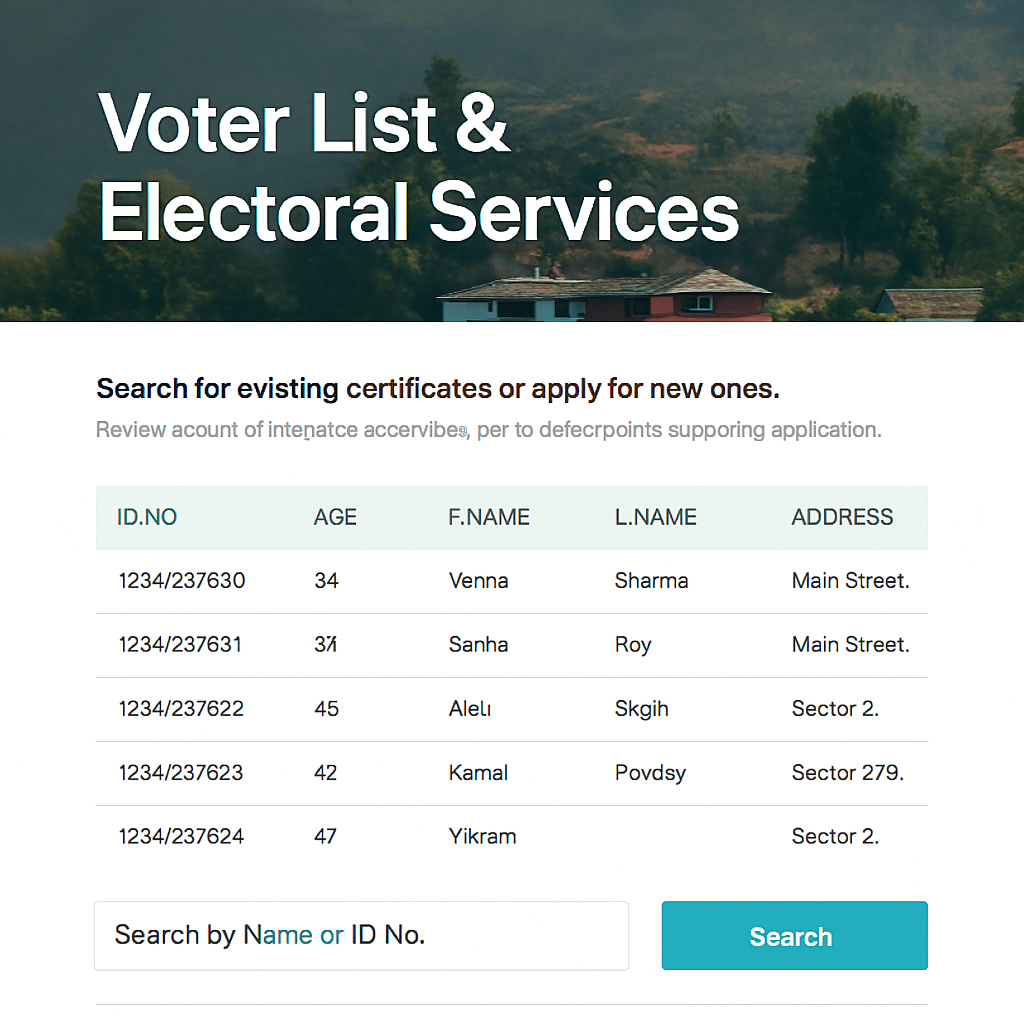 Voter List &
Electoral Services
Search for evisting certificates or apply for new ones.
Review acount of accervibes, per to defecrpoints supporing application.
ID.NO AGE F.NAME L.NAME ADDRESS
1234/237630 34 Venna Sharma Main Street.
1234/237631 Sanha Roy Main Street.
1234/237622 45 Skgih Sector 2.
1234/237623 42 Kamal Povdsy Sector 279.
1234/237624 47 Yikram Sector 2.
Search by Name or ID No.
Search